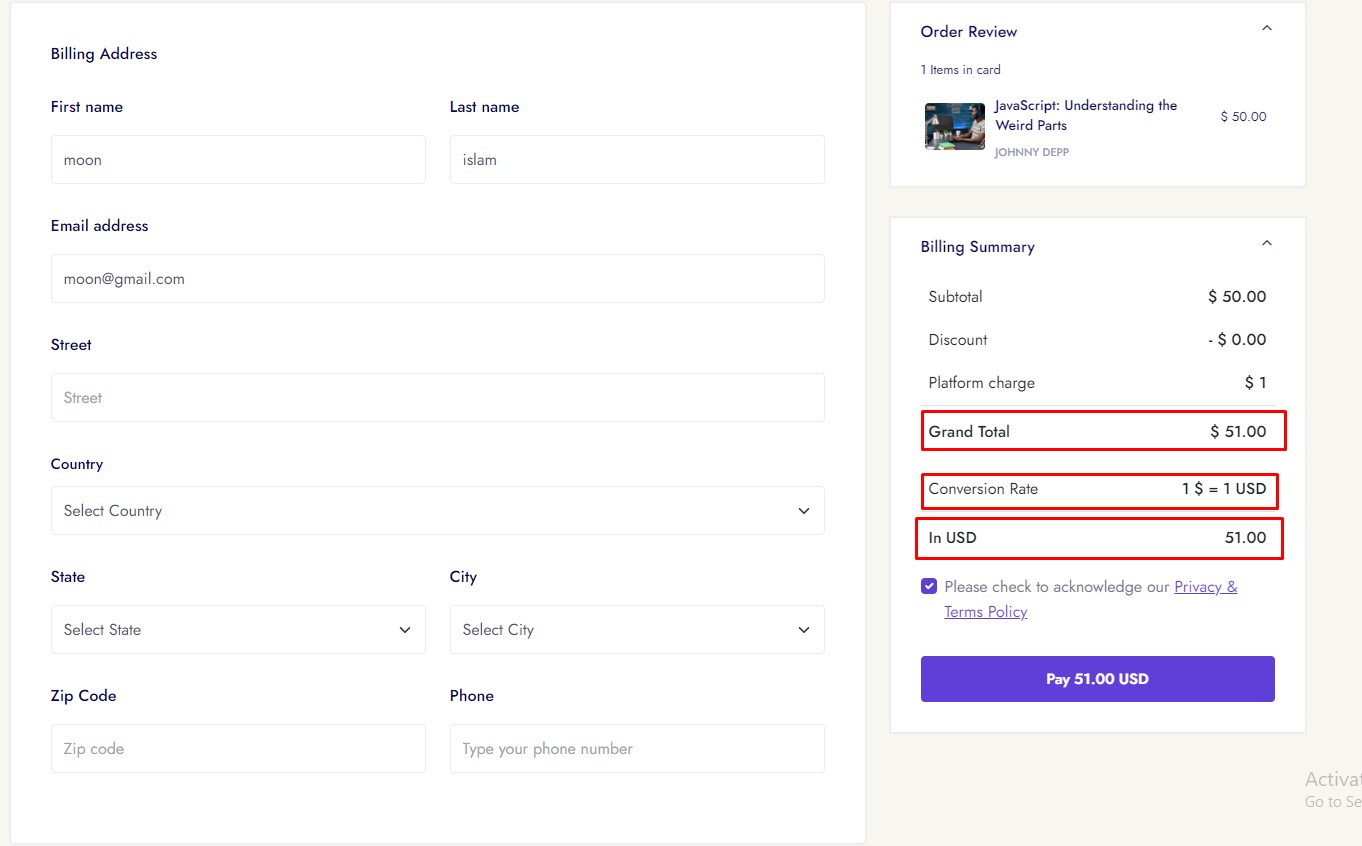 Billing Address
First name
Last name
moon
islam
Email address
moon@gmail.com
Street
Street
Country
Select Country
State
City
Select State
Select City
Zip Code
Phone
Zip code
Type your phone number
Order Review
1 Items in card
JavaScript: Understanding the
Weird Parts
$ 50.00
JOHNNY DEPP
Billing Summary
Subtotal $ 50.00
Discount - $ 0.00
Platform charge $ 1
Grand Total $ 51.00
Conversion Rate 1 $ = 1 USD
In USD 51.00
Please check to acknowledge our Privacy &
Terms Policy
Pay 51.00 USD
Activat
Go to Se